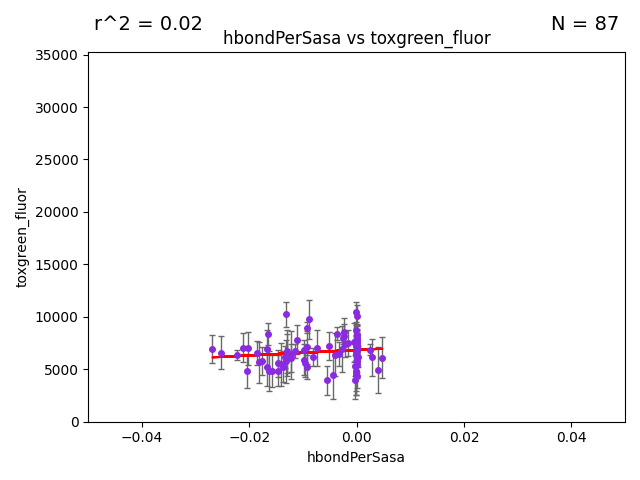 r^2 = 0.02
N = 87
hbondPerSasa vs toxgreen_fluor
35000
30000
25000
20000
15000
10000
5000
0
toxgreen_fluor
−0.04
−0.02
0.00
0.02
0.04
hbondPerSasa